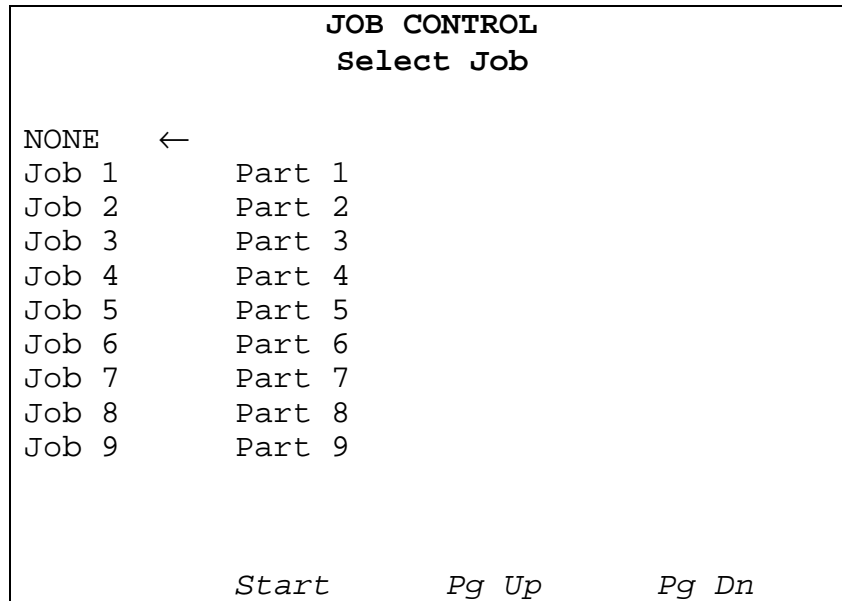 JOB CONTROL
Select Job
NONE ←
Job 1 Part 1
Job 2 Part 2
Job 3 Part 3
Job 4 Part 4
Job 5 Part 5
Job 6 Part 6
Job 7 Part 7
Job 8 Part 8
Job 9 Part 9
Start Pg Up Pg Dn